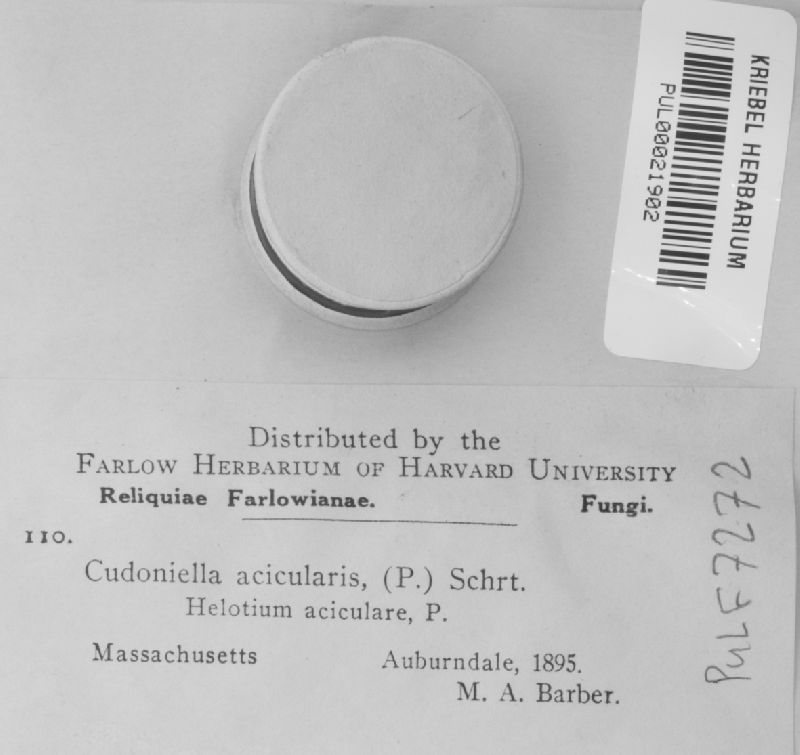 KRIEBEL HERBARIUM
PUL00021902
Distributed by the
FARLOW HERBARIUM OF HARVARD UNIVERSITY
Reliquiae Farlowianae. Fungi.
110.
Cudoniella acicularis, (P.) Schrt.
Helotium aciculare, P.
Massachusetts Auburndale, 1895.
M. A. Barber.